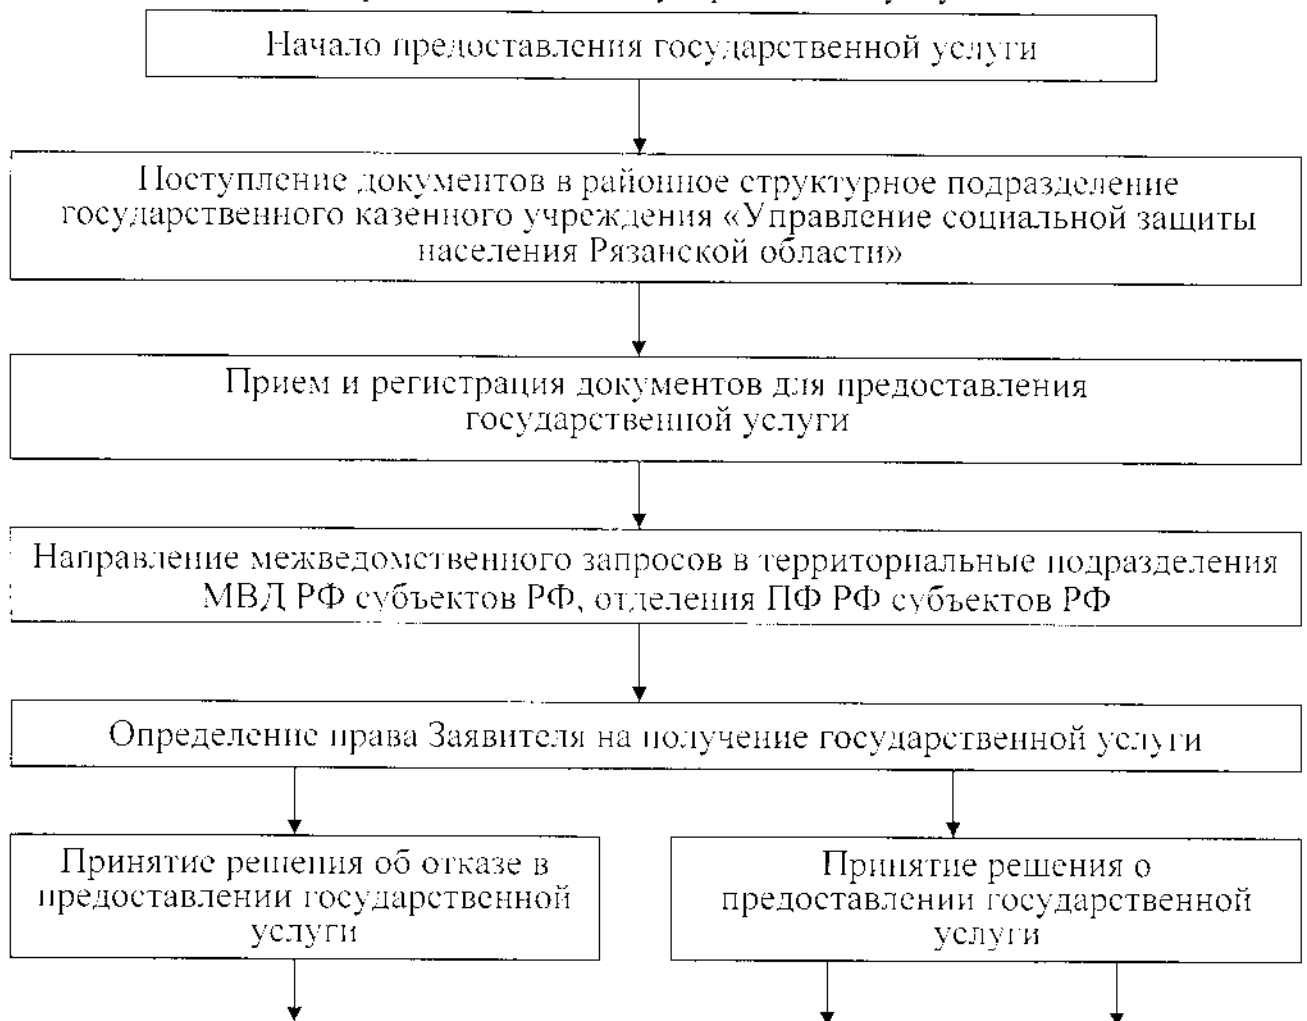 Начало предоставления государственной услуги
Поступление документов в районное структурное подразделение
государственного казенного учреждения «Управление социальной защиты
населения Рязанской области»
Прием и регистрация документов для предоставления
государственной услуги
Направление межведомственного запросов в территориальные подразделения
МВД РФ субъектов РФ, отделения ПФ РФ субъектов РФ
Определение права Заявителя на получение государственной услуги
Принятие решения об отказе в
предоставлении государственной
услуги
Принятие решения о
предоставлении государственной
услуги